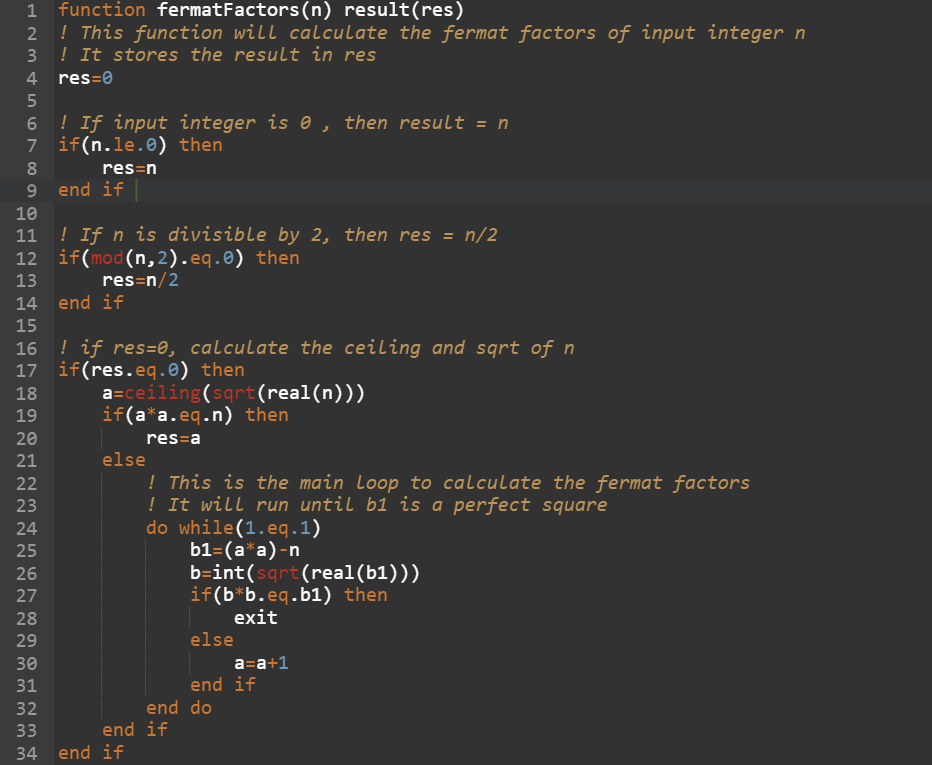 1 function fermatFactors(n) result(res)
2 ! This function will calculate the fermat factors of input integer n
3 ! It stores the result in res
4 res=0
5
6 ! If input integer is 0 , then result = n
7 if(n.le.0) then
8     res=n
9 end if
10
11 ! If n is divisible by 2, then res = n/2
12 if(mod(n,2).eq.0) then
13     res=n/2
14 end if
15
16 ! if res=0, calculate the ceiling and sqrt of n
17 if(res.eq.0) then
18     a=ceiling(sqrt(real(n)))
19     if(a*a.eq.n) then
20         res=a
21     else
22         ! This is the main loop to calculate the fermat factors
23         ! It will run until b1 is a perfect square
24         do while(1.eq.1)
25             b1=(a*a)-n
26             b=int(sqrt(real(b1)))
27             if(b*b.eq.b1) then
28                 exit
29             else
30                 a=a+1
31             end if
32         end do
33     end if
34 end if